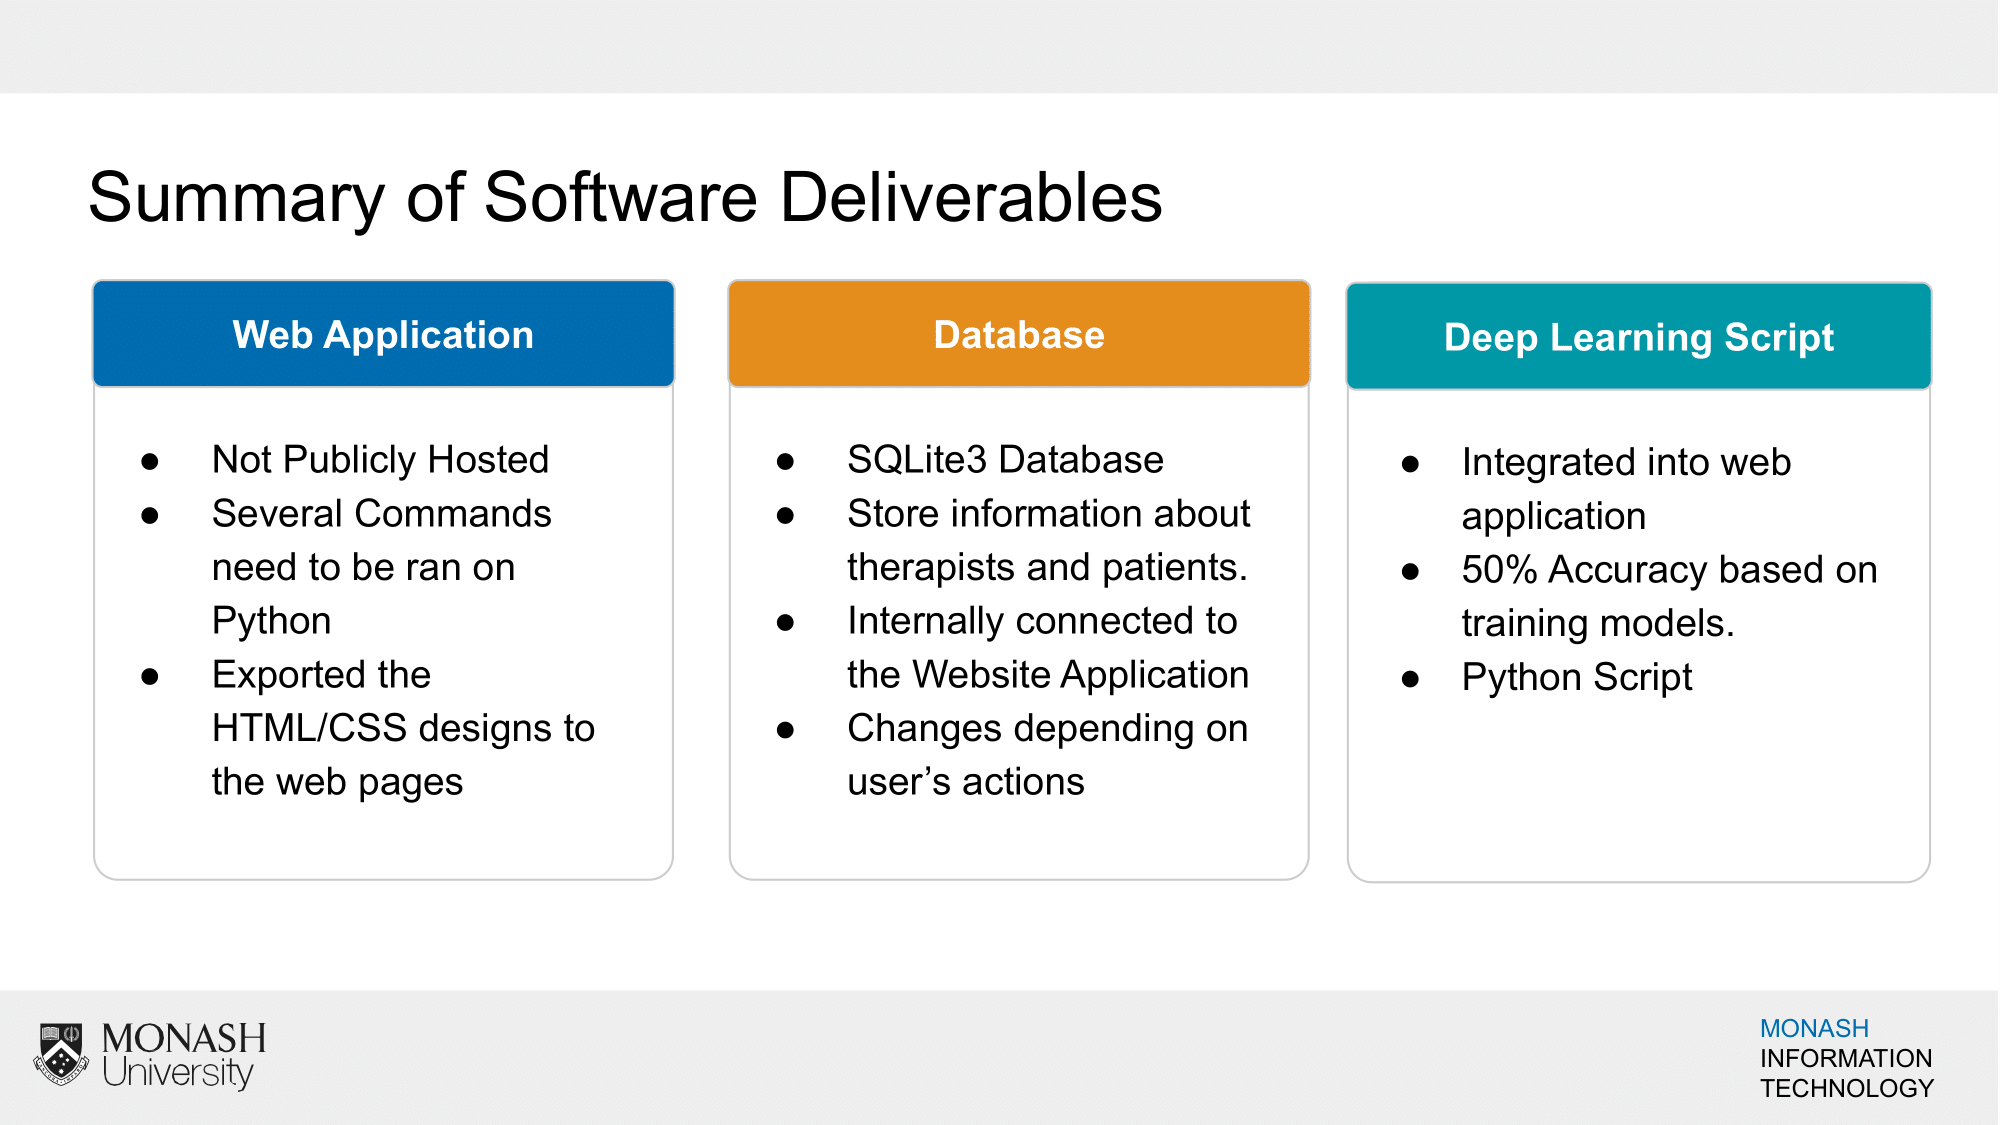 Summary of Software Deliverables
Web Application
● Not Publicly Hosted
● Several Commands
need to be ran on
Python
● Exported the
HTML/CSS designs to
the web pages
Database
● SQLite3 Database
● Store information about
therapists and patients.
● Internally connected to
the Website Application
● Changes depending on
user’s actions
Deep Learning Script
● Integrated into web
application
● 50% Accuracy based on
training models.
● Python Script
MONASH
University
MONASH
INFORMATION
TECHNOLOGY